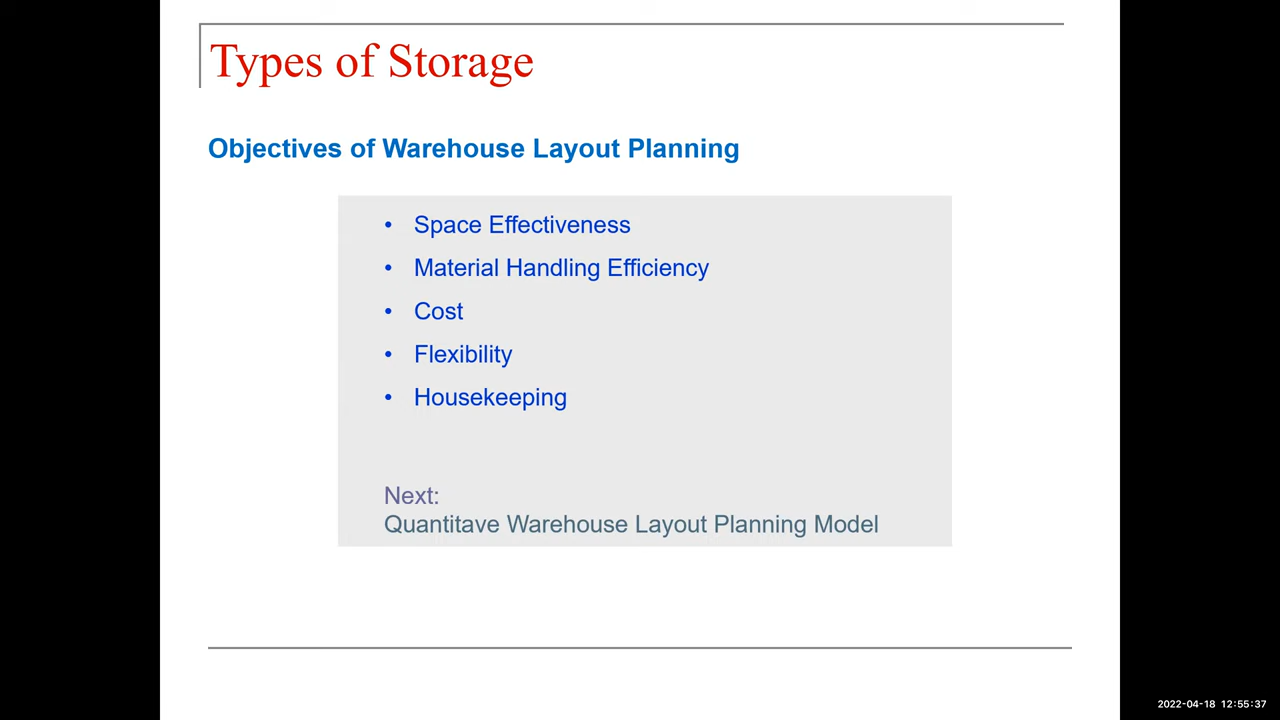 Types of Storage
Objectives of Warehouse Layout Planning
• Space Effectiveness
• Material Handling Efficiency
• Cost
• Flexibility
• Housekeeping
Next:
Quantitave Warehouse Layout Planning Model
2022-04-18 12:55:37